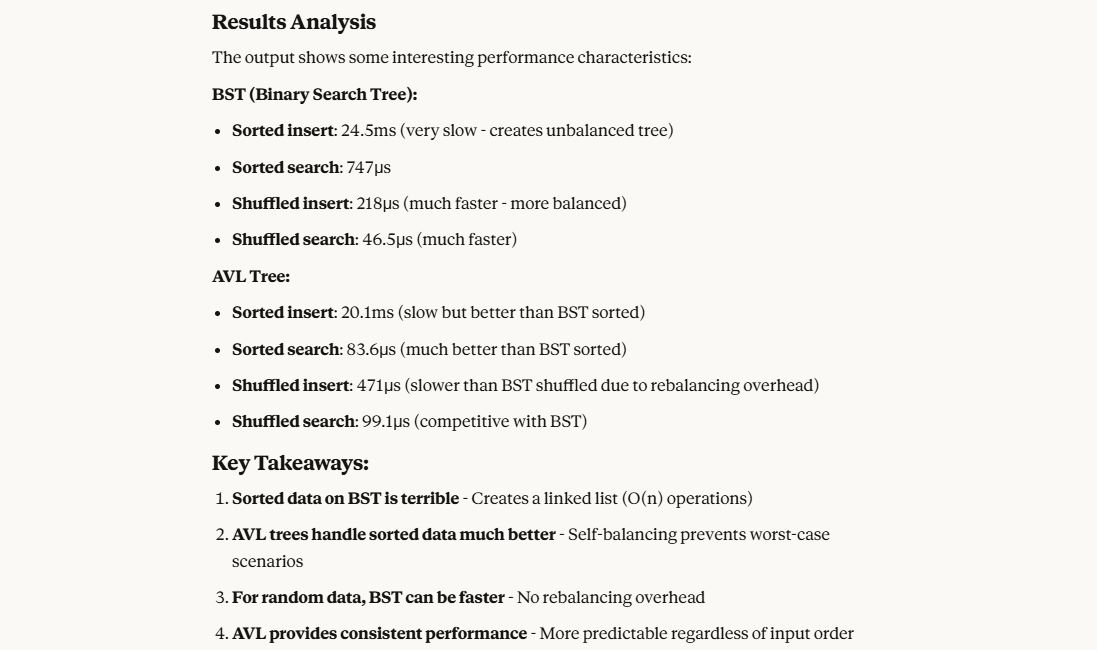 Results Analysis
The output shows some interesting performance characteristics:
BST (Binary Search Tree):
• Sorted insert: 24.5ms (very slow - creates unbalanced tree)
• Sorted search: 747µs
• Shuffled insert: 218µs (much faster - more balanced)
• Shuffled search: 46.5µs (much faster)
AVL Tree:
• Sorted insert: 20.1ms (slow but better than BST sorted)
• Sorted search: 83.6µs (much better than BST sorted)
• Shuffled insert: 471µs (slower than BST shuffled due to rebalancing overhead)
• Shuffled search: 99.1µs (competitive with BST)
Key Takeaways:
1. Sorted data on BST is terrible - Creates a linked list (O(n) operations)
2. AVL trees handle sorted data much better - Self-balancing prevents worst-case
scenarios
3. For random data, BST can be faster - No rebalancing overhead
4. AVL provides consistent performance - More predictable regardless of input order